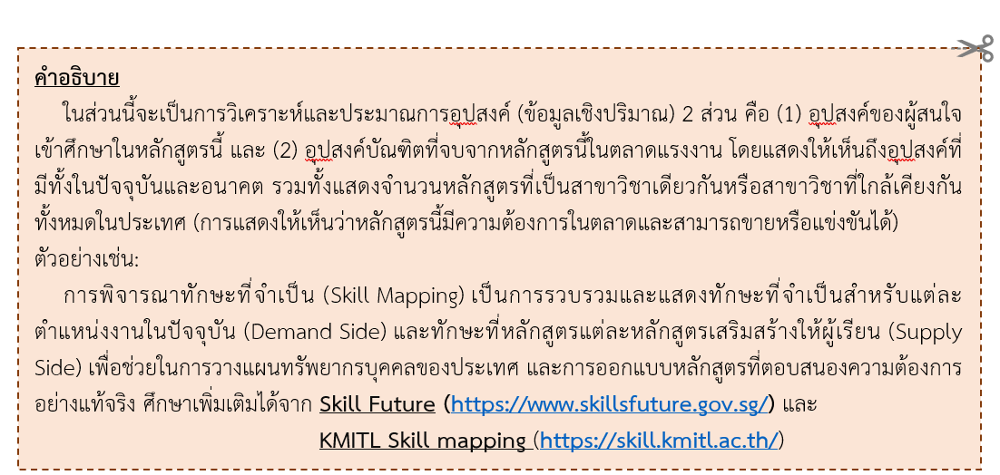 คำอธิบาย
ในส่วนนี้จะเป็นการวิเคราะห์และประมาณการอุปสงค์ (ข้อมูลเชิงปริมาณ) 2 ส่วน คือ (1) อุปสงค์ของผู้สนใจ
เข้าศึกษาในหลักสูตรนี้ และ (2) อุปสงค์บัณฑิตที่จบจากหลักสูตรนี้ในตลาดแรงงาน โดยแสดงให้เห็นถึงอุปสงค์ที่
มีทั้งในปัจจุบันและอนาคต รวมทั้งแสดงจำนวนหลักสูตรที่เป็นสาขาวิชาเดียวกันหรือสาขาวิชาที่ใกล้เคียงกัน
ทั้งหมดในประเทศ (การแสดงให้เห็นว่าหลักสูตรนี้มีความต้องการในตลาดและสามารถขายหรือแข่งขันได้)
ตัวอย่างเช่น:
การพิจารณาทักษะที่จำเป็น (Skill Mapping) เป็นการรวบรวมและแสดงทักษะที่จำเป็นสำหรับแต่ละ
ตำแหน่งงานในปัจจุบัน (Demand Side) และทักษะที่หลักสูตรแต่ละหลักสูตรเสริมสร้างให้ผู้เรียน (Supply
Side) เพื่อช่วยในการวางแผนทรัพยากรบุคคลของประเทศ และการออกแบบหลักสูตรที่ตอบสนองความต้องการ
อย่างแท้จริง ศึกษาเพิ่มเติมได้จาก Skill Future (https://www.skillsfuture.gov.sg/) และ
KMITL Skill mapping (https://skill.kmitl.ac.th/)